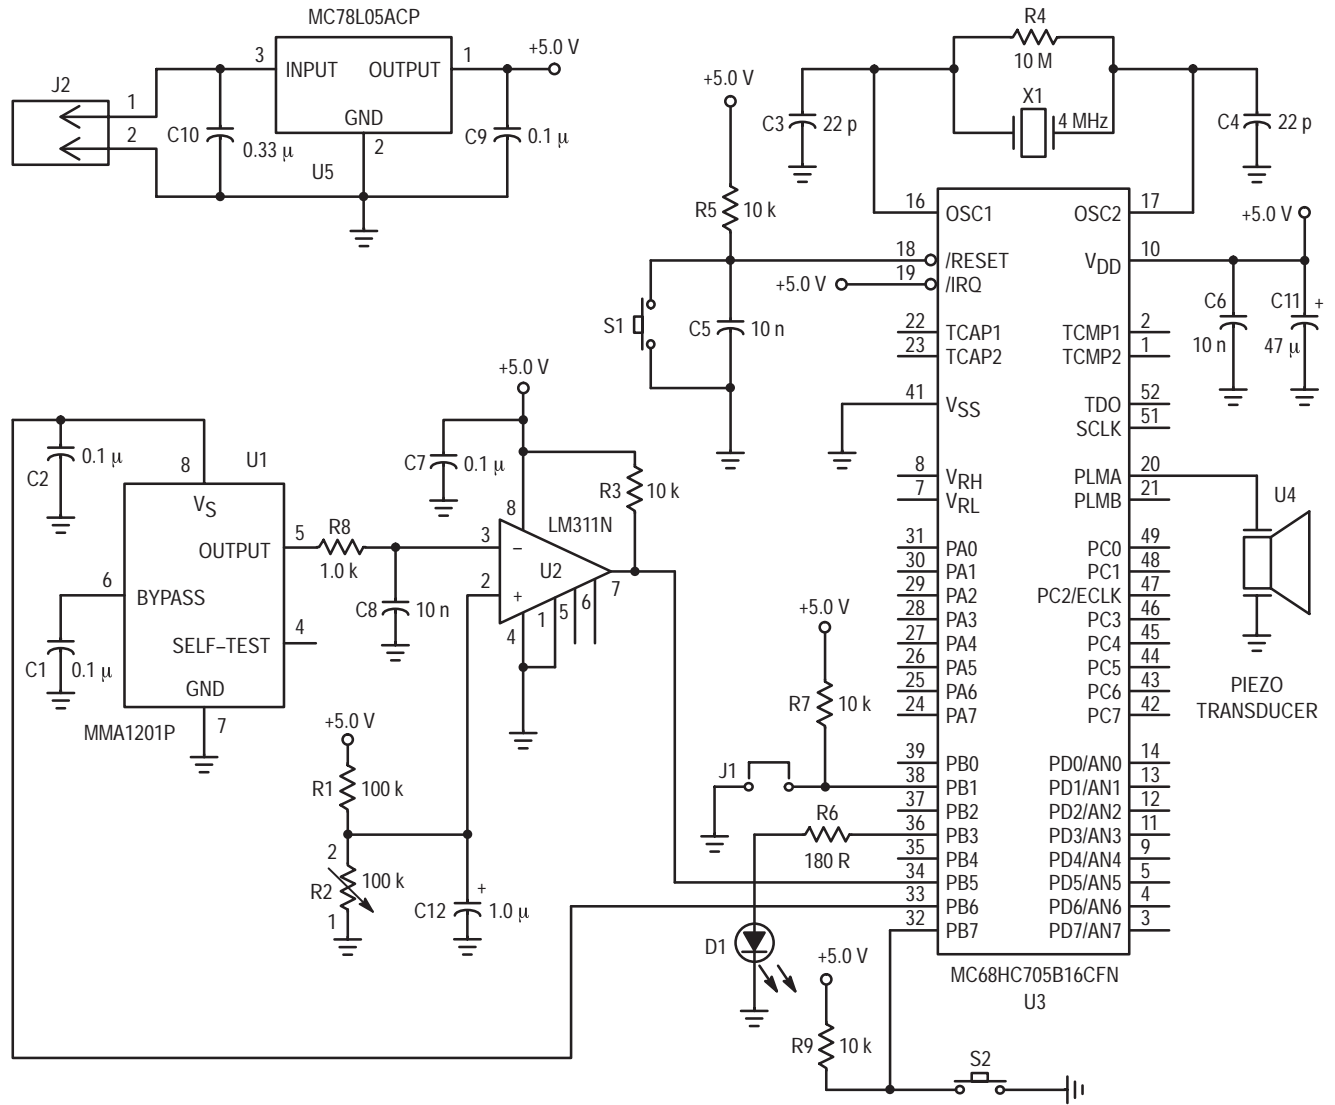 MC78L05ACP
J2
1
2
3
INPUT
OUTPUT
1
+5.0 V
GND
2
C10
0.33 µ
C9
0.1 µ
U5
R4
10 M
X1
4 MHz
C3
22 p
C4
22 p
+5.0 V
R5
10 k
+5.0 V
S1
C5
10 n
+5.0 V
C6
10 n
C11
+
47 µ
16
OSC1
OSC2
17
18
/RESET
VDD
10
19
/IRQ
22
TCAP1
TCMP1
2
23
TCAP2
TCMP2
1
41
VSS
TDO
52
SCLK
51
8
VRH
PLMA
20
7
VRL
PLMB
21
31
PA0
PC0
49
30
PA1
PC1
48
29
PA2
PC2/ECLK
47
28
PA3
PC3
46
27
PA4
PC4
45
26
PA5
PC5
44
25
PA6
PC6
43
24
PA7
PC7
42
39
PB0
PD0/AN0
14
38
PB1
PD1/AN1
13
37
PB2
PD2/AN2
12
36
PB3
PD3/AN3
11
35
PB4
PD4/AN4
9
34
PB5
PD5/AN5
5
33
PB6
PD6/AN6
4
32
PB7
PD7/AN7
3
MC68HC705B16CFN
U3
U4
PIEZO
TRANSDUCER
C2
0.1 µ
8
U1
VS
OUTPUT
5
6
BYPASS
SELF–TEST
4
GND
7
C1
0.1 µ
MMA1201P
R8
1.0 k
C8
10 n
+5.0 V
C7
0.1 µ
R3
10 k
8
LM311N
3
–
2
+
U2
7
4
1
5
6
+5.0 V
R1
100 k
2
R2
100 k
1
C12
+
1.0 µ
+5.0 V
R7
10 k
J1
R6
180 R
D1
+5.0 V
R9
10 k
S2